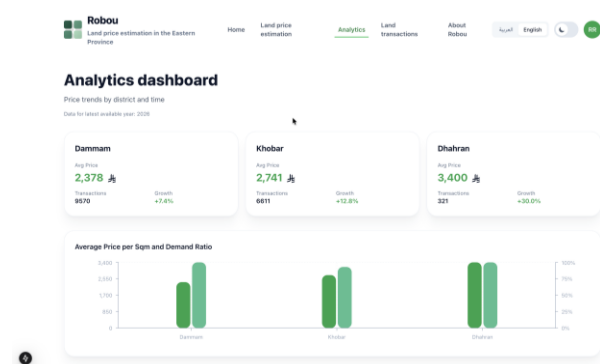 Robou
Land price estimation in the Eastern
Province
Home
Land price
estimation
Analytics
Land
transactions
About
Robou
العربية
English
RR
Analytics dashboard
Price trends by district and time
Data for latest available year: 2026
Dammam
Avg Price
2,378
Transactions
Growth
9570
+7.4%
Khobar
Avg Price
2,741
Transactions
Growth
6611
+12.8%
Dhahran
Avg Price
3,400
Transactions
Growth
321
+30.0%
Average Price per Sqm and Demand Ratio
3,400
2,550
1,700
850
0
100%
75%
50%
25%
0%
Dammam
Khobar
Dhahran